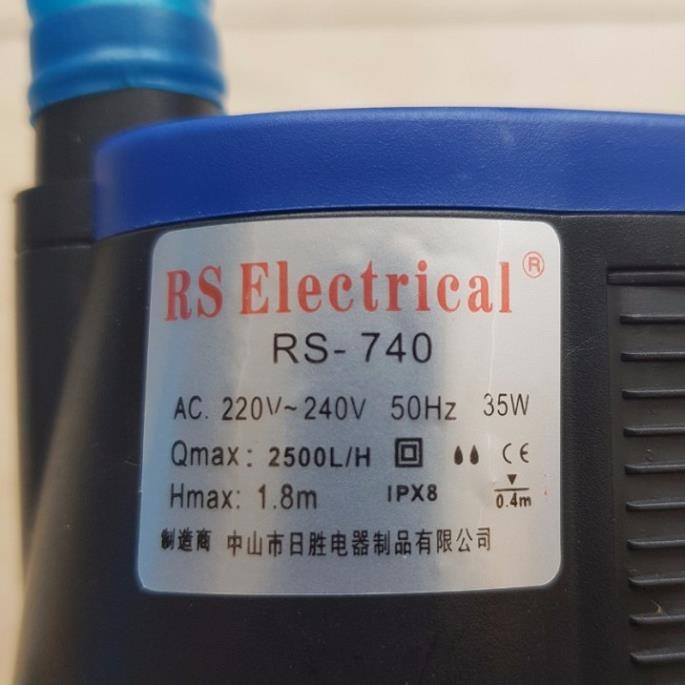 RS Electrical®
RS-740
AC. 220V~240V 50Hz 35W
Qmax: 2500L/H CE
Hmax: 1.8m IPX8 0.4m
制造商 中山市日胜电器制品有限公司